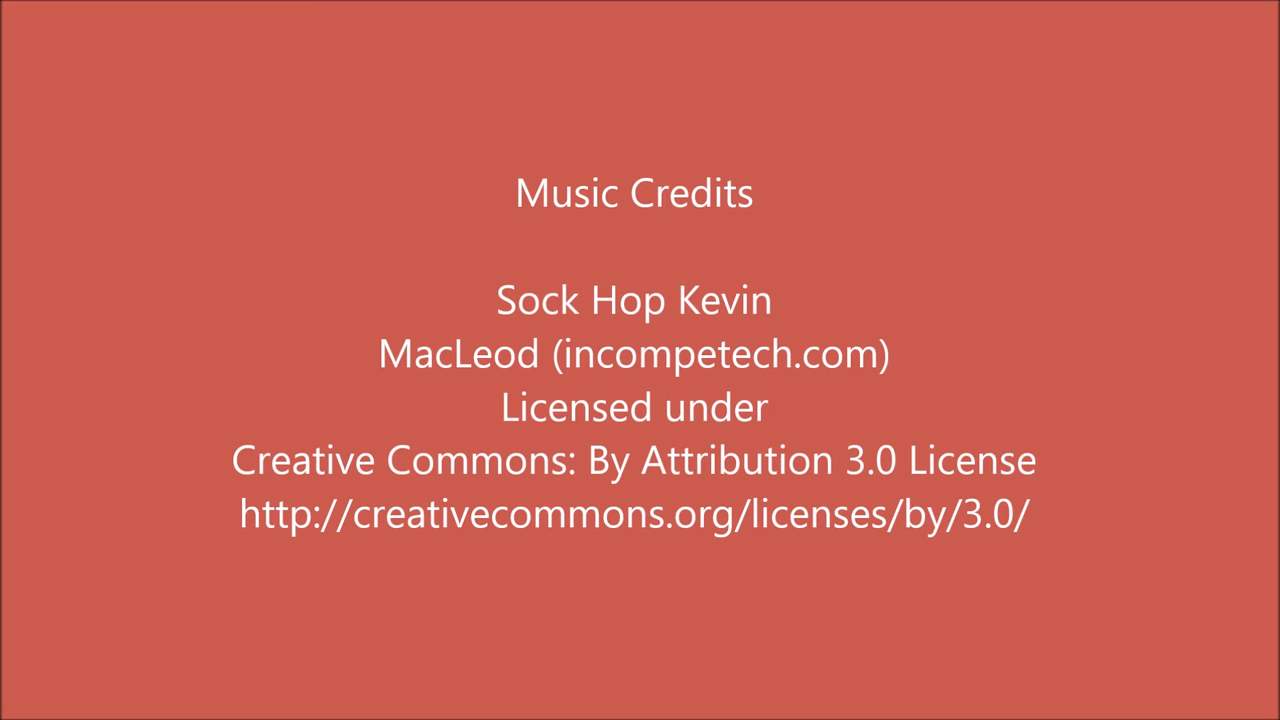 Music Credits
Sock Hop Kevin
MacLeod (incompetech.com)
Licensed under
Creative Commons: By Attribution 3.0 License
http://creativecommons.org/licenses/by/3.0/